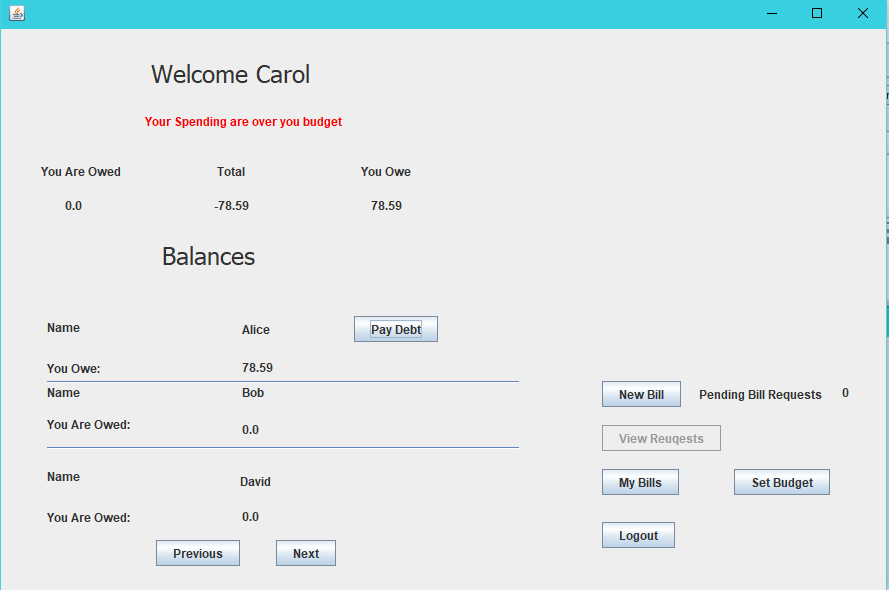 Welcome Carol
Your Spending are over you budget
You Are Owed Total You Owe
0.0 -78.59 78.59
Balances
Name Alice Pay Debt
You Owe: 78.59
Name Bob
You Are Owed: 0.0
Name David
You Are Owed: 0.0
Previous Next
New Bill Pending Bill Requests 0
View Reuqests
My Bills Set Budget
Logout